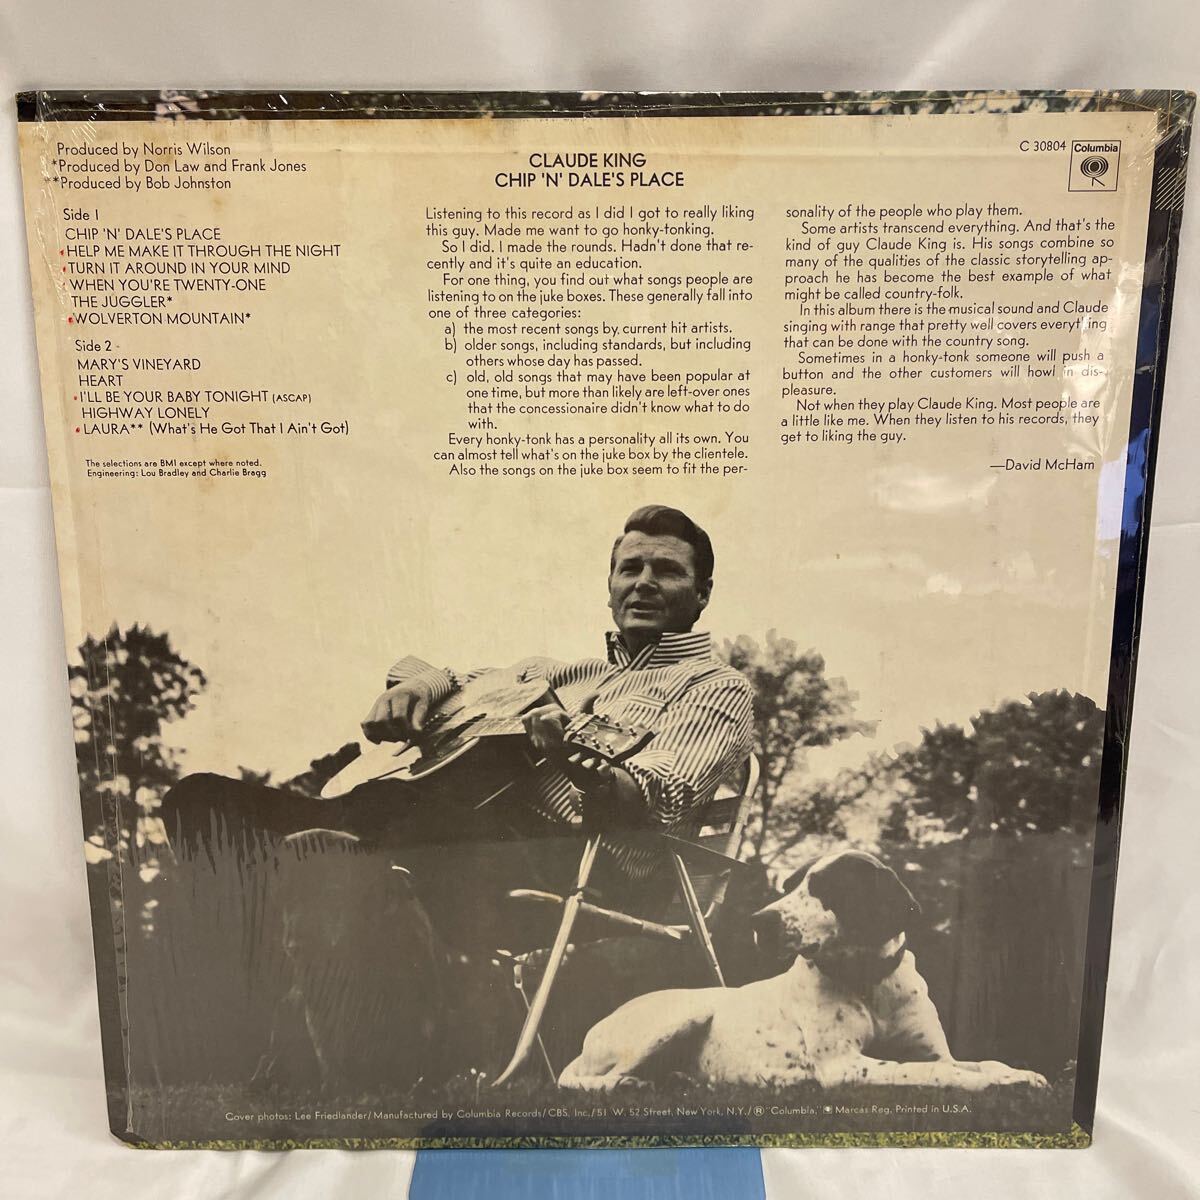 Produced by Norris Wilson
*Produced by Don Law and Frank Jones
**Produced by Bob Johnston
Side 1
CHIP 'N' DALE'S PLACE
HELP ME MAKE IT THROUGH THE NIGHT
TURN IT AROUND IN YOUR MIND
WHEN YOU'RE TWENTY-ONE
THE JUGGLER*
WOLVERTON MOUNTAIN*
Side 2
MARY'S VINEYARD
HEART
I'LL BE YOUR BABY TONIGHT (ASCAP)
HIGHWAY LONELY
LAURA** (What's He Got That I Ain't Got)
The selections are BMI except where noted.
Engineering: Lou Bradley and Charlie Bragg
CLAUDE KING
CHIP 'N' DALE'S PLACE
C 30804
Columbia
Listening to this record as I did I got to really liking
this guy. Made me want to go honky-tonking.
So I did. I made the rounds. Hadn't done that re-
cently and it's quite an education.
For one thing, you find out what songs people are
listening to on the juke boxes. These generally fall into
one of three categories:
a) the most recent songs by current hit artists.
b) older songs, including standards, but including
others whose day has passed.
c) old, old songs that may have been popular at
one time, but more than likely are left-over ones
that the concessionaire didn't know what to do
with.
Every honky-tonk has a personality all its own. You
can almost tell what's on the juke box by the clientele.
Also the songs on the juke box seem to fit the per-
sonality of the people who play them.
Some artists transcend everything. And that's the
kind of guy Claude King is. His songs combine so
many of the qualities of the classic storytelling ap-
proach he has become the best example of what
might be called country-folk.
In this album there is the musical sound and Claude
singing with range that pretty well covers everything
that can be done with the country song.
Sometimes in a honky-tonk someone will push a
button and the other customers will howl in dis-
pleasure.
Not when they play Claude King. Most people are
a little like me. When they listen to his records, they
get to liking the guy.
—David McHam
Cover photos: Lee Friedlander/Manufactured by Columbia Records/CBS, Inc./51 W. 52 Street, New York, N.Y./® "Columbia," Marcas Reg. Printed in U.S.A.